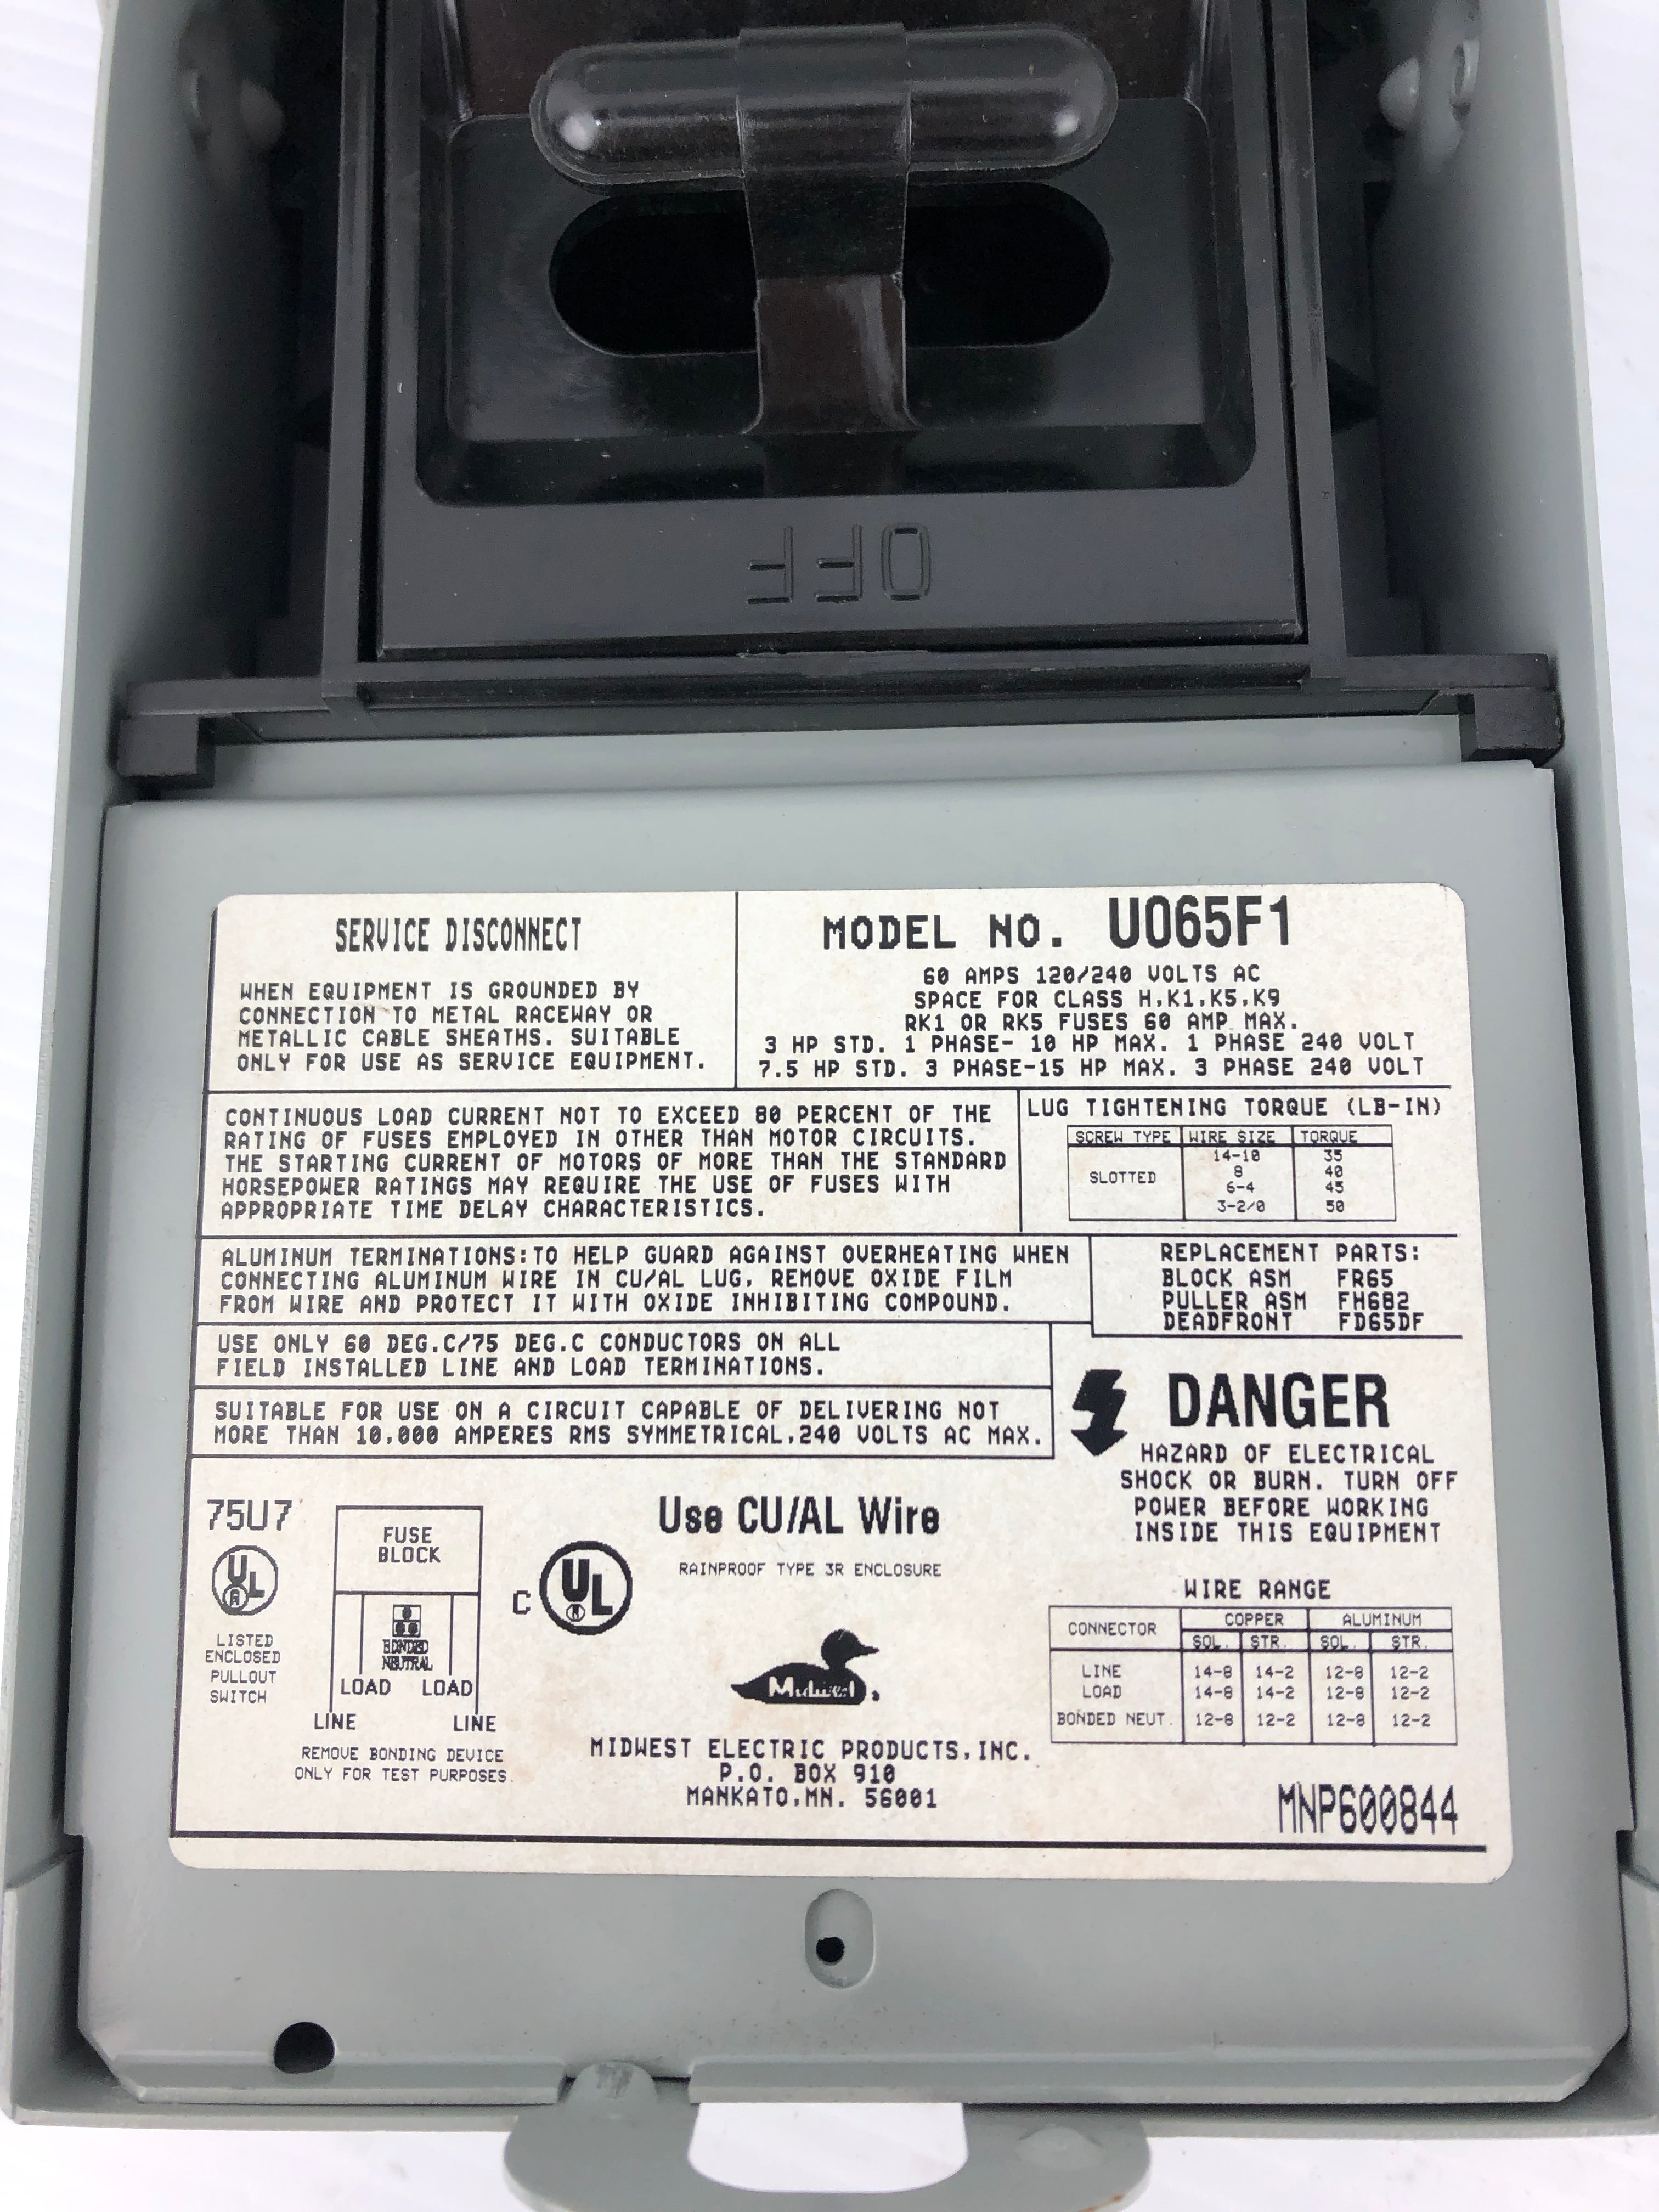 OFF
SERVICE DISCONNECT
WHEN EQUIPMENT IS GROUNDED BY
CONNECTION TO METAL RACEWAY OR
METALLIC CABLE SHEATHS. SUITABLE
ONLY FOR USE AS SERVICE EQUIPMENT.
MODEL NO. U065F1
60 AMPS 120/240 VOLTS AC
SPACE FOR CLASS H,K1,K5,K9
RK1 OR RK5 FUSES 60 AMP MAX.
3 HP STD. 1 PHASE- 10 HP MAX. 1 PHASE 240 VOLT
7.5 HP STD. 3 PHASE-15 HP MAX. 3 PHASE 240 VOLT
CONTINUOUS LOAD CURRENT NOT TO EXCEED 80 PERCENT OF THE
RATING OF FUSES EMPLOYED IN OTHER THAN MOTOR CIRCUITS.
THE STARTING CURRENT OF MOTORS OF MORE THAN THE STANDARD
HORSEPOWER RATINGS MAY REQUIRE THE USE OF FUSES WITH
APPROPRIATE TIME DELAY CHARACTERISTICS.
LUG TIGHTENING TORQUE (LB-IN)
SCREW TYPE WIRE SIZE TORQUE
14-10 35
SLOTTED 8 40
6-4 45
3-2/0 50
ALUMINUM TERMINATIONS:TO HELP GUARD AGAINST OVERHEATING WHEN
CONNECTING ALUMINUM WIRE IN CU/AL LUG, REMOVE OXIDE FILM
FROM WIRE AND PROTECT IT WITH OXIDE INHIBITING COMPOUND.
REPLACEMENT PARTS:
BLOCK ASM FR65
PULLER ASM FH682
DEADFRONT FD65DF
USE ONLY 60 DEG.C/75 DEG.C CONDUCTORS ON ALL
FIELD INSTALLED LINE AND LOAD TERMINATIONS.
SUITABLE FOR USE ON A CIRCUIT CAPABLE OF DELIVERING NOT
MORE THAN 10,000 AMPERES RMS SYMMETRICAL,240 VOLTS AC MAX.
DANGER
HAZARD OF ELECTRICAL
SHOCK OR BURN. TURN OFF
POWER BEFORE WORKING
INSIDE THIS EQUIPMENT
75U7
UL
LISTED
ENCLOSED
PULLOUT
SWITCH
FUSE
BLOCK
BONDED
NEUTRAL
LOAD LOAD
LINE LINE
REMOVE BONDING DEVICE
ONLY FOR TEST PURPOSES.
C UL
Use CU/AL Wire
RAINPROOF TYPE 3R ENCLOSURE
Midwest
MIDWEST ELECTRIC PRODUCTS,INC.
P.O. BOX 910
MANKATO,MN. 56001
WIRE RANGE
CONNECTOR COPPER ALUMINUM
SOL. STR. SOL. STR.
LINE 14-8 14-2 12-8 12-2
LOAD 14-8 14-2 12-8 12-2
BONDED NEUT. 12-8 12-2 12-8 12-2
MNP600844